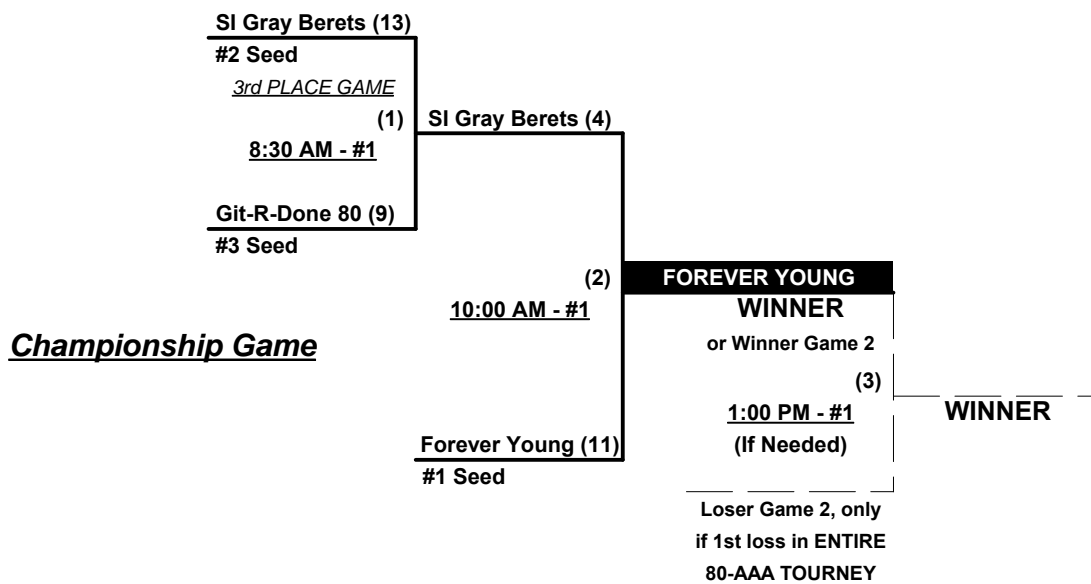 SI Gray Berets (13)
#2 Seed
3rd PLACE GAME
(1)
SI Gray Berets (4)
8:30 AM - #1
Git-R-Done 80 (9)
#3 Seed
(2)
FOREVER YOUNG
10:00 AM - #1
WINNER
or Winner Game 2
Championship Game
(3)
1:00 PM - #1
WINNER
(If Needed)
Forever Young (11)
#1 Seed
Loser Game 2, only
if 1st loss in ENTIRE
80-AAA TOURNEY